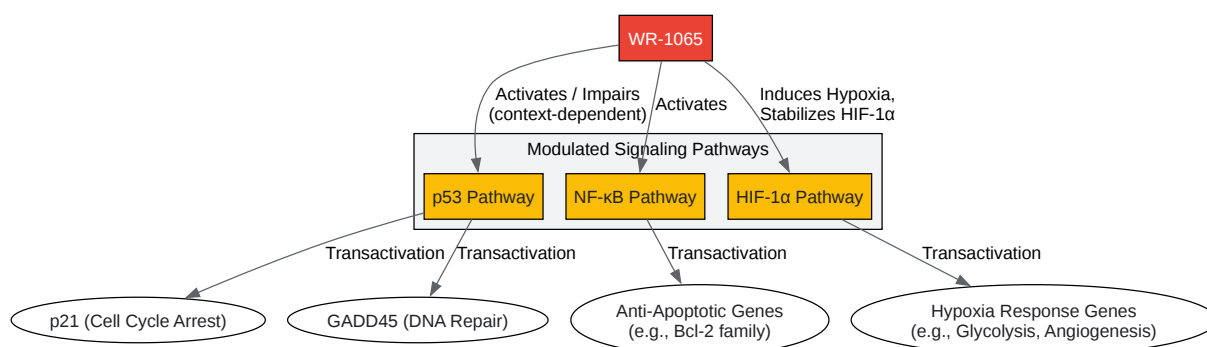 WR-1065
Activates / Impairs
(context-dependent)
Activates
Induces Hypoxia,
Stabilizes HIF-1α
Modulated Signaling Pathways
p53 Pathway
NF-κB Pathway
HIF-1α Pathway
Transactivation
Transactivation
Transactivation
Transactivation
p21 (Cell Cycle Arrest)
GADD45 (DNA Repair)
Anti-Apoptotic Genes
(e.g., Bcl-2 family)
Hypoxia Response Genes
(e.g., Glycolysis, Angiogenesis)